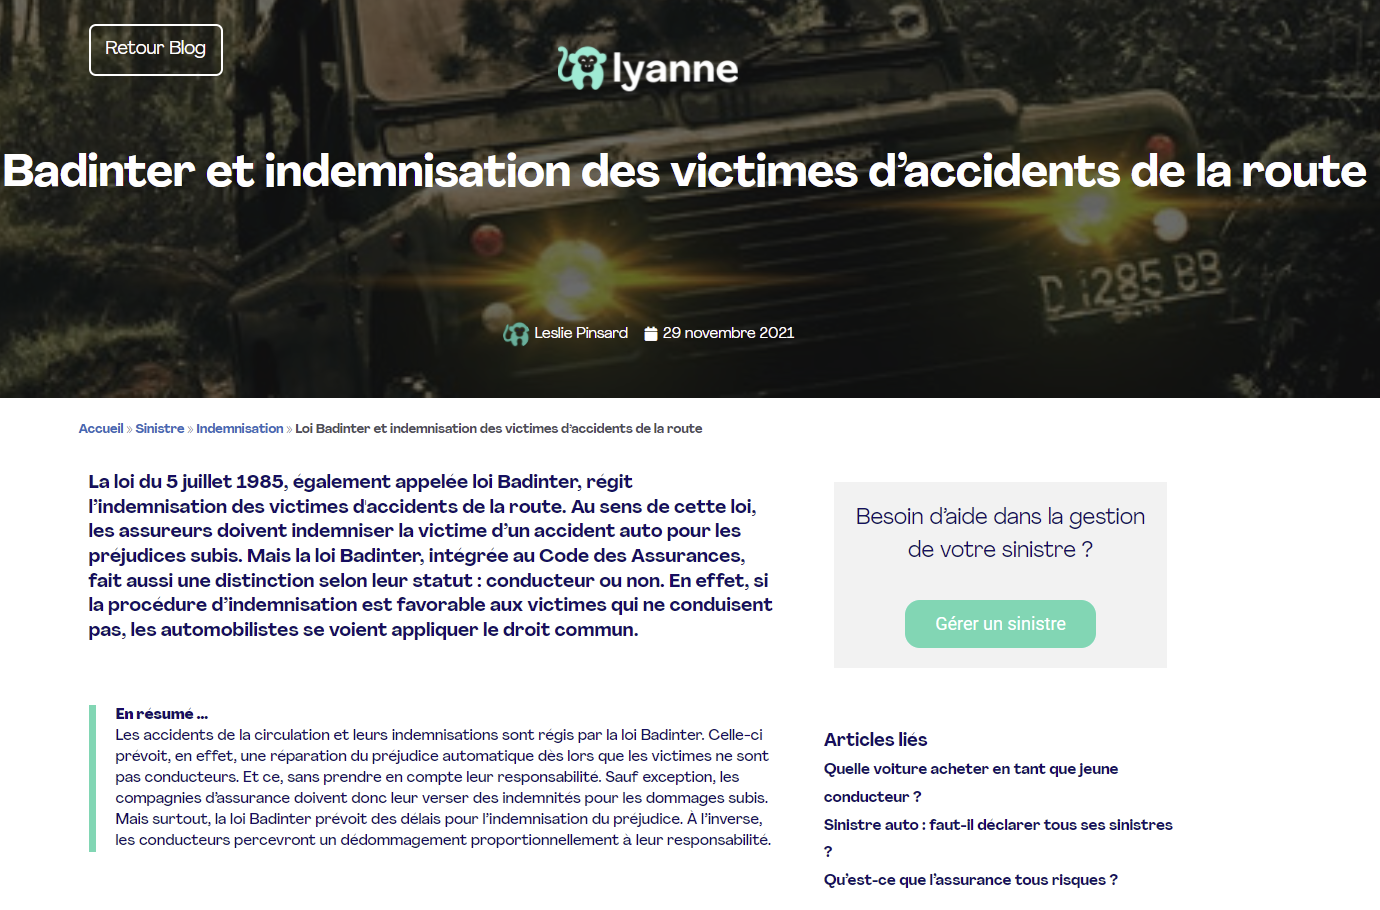 Retour Blog
lyanne
Badinter et indemnisation des victimes d’accidents de la route
D i285 BB
Leslie Pinsard 29 novembre 2021
Accueil » Sinistre » Indemnisation » Loi Badinter et indemnisation des victimes d’accidents de la route
La loi du 5 juillet 1985, également appelée loi Badinter, régit
l’indemnisation des victimes d'accidents de la route. Au sens de cette loi,
les assureurs doivent indemniser la victime d’un accident auto pour les
préjudices subis. Mais la loi Badinter, intégrée au Code des Assurances,
fait aussi une distinction selon leur statut : conducteur ou non. En effet, si
la procédure d’indemnisation est favorable aux victimes qui ne conduisent
pas, les automobilistes se voient appliquer le droit commun.
En résumé ...
Les accidents de la circulation et leurs indemnisations sont régis par la loi Badinter. Celle-ci
prévoit, en effet, une réparation du préjudice automatique dès lors que les victimes ne sont
pas conducteurs. Et ce, sans prendre en compte leur responsabilité. Sauf exception, les
compagnies d’assurance doivent donc leur verser des indemnités pour les dommages subis.
Mais surtout, la loi Badinter prévoit des délais pour l’indemnisation du préjudice. À l’inverse,
les conducteurs percevront un dédommagement proportionnellement à leur responsabilité.
Besoin d’aide dans la gestion
de votre sinistre ?
Gérer un sinistre
Articles liés
Quelle voiture acheter en tant que jeune
conducteur ?
Sinistre auto : faut-il déclarer tous ses sinistres
?
Qu’est-ce que l’assurance tous risques ?